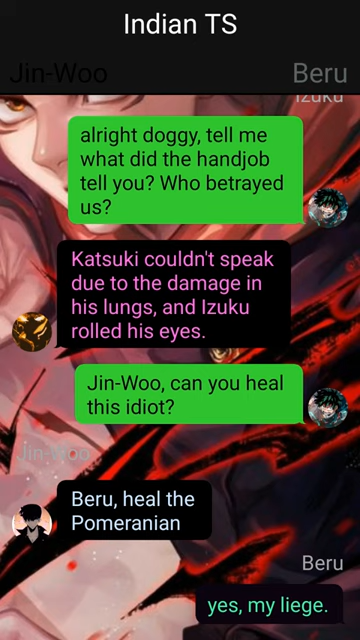 Indian TS
Jin-Woo
Beru
Izuku
alright doggy, tell me
what did the handjob
tell you? Who betrayed
us?
Katsuki couldn't speak
due to the damage in
his lungs, and Izuku
rolled his eyes.
Jin-Woo, can you heal
this idiot?
Jin-Woo
Beru, heal the
Pomeranian
Beru
yes, my liege.